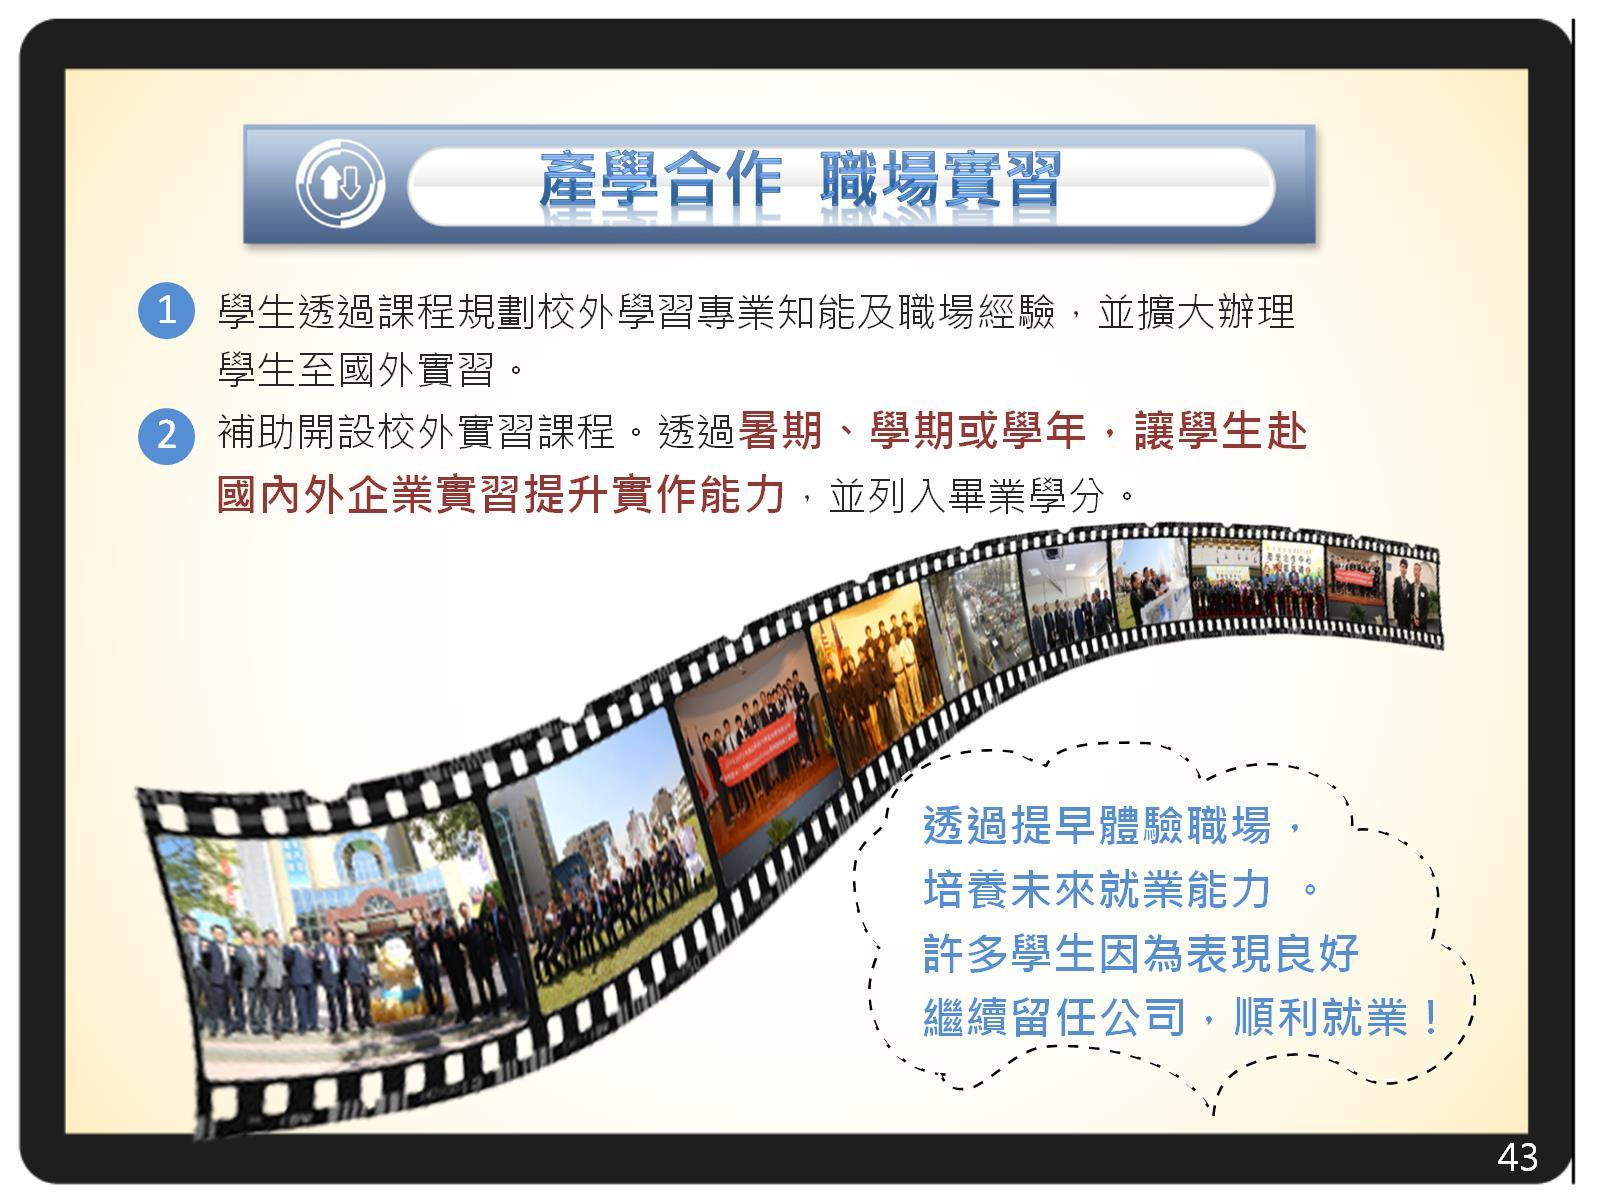 產學合作 職場實習
1 學生透過課程規劃校外學習專業知能及職場經驗，並擴大辦理
學生至國外實習。
2 補助開設校外實習課程。透過暑期、學期或學年，讓學生赴
國內外企業實習提升實作能力，並列入畢業學分。
透過提早體驗職場，
培養未來就業能力 。
許多學生因為表現良好
繼續留任公司，順利就業！
43